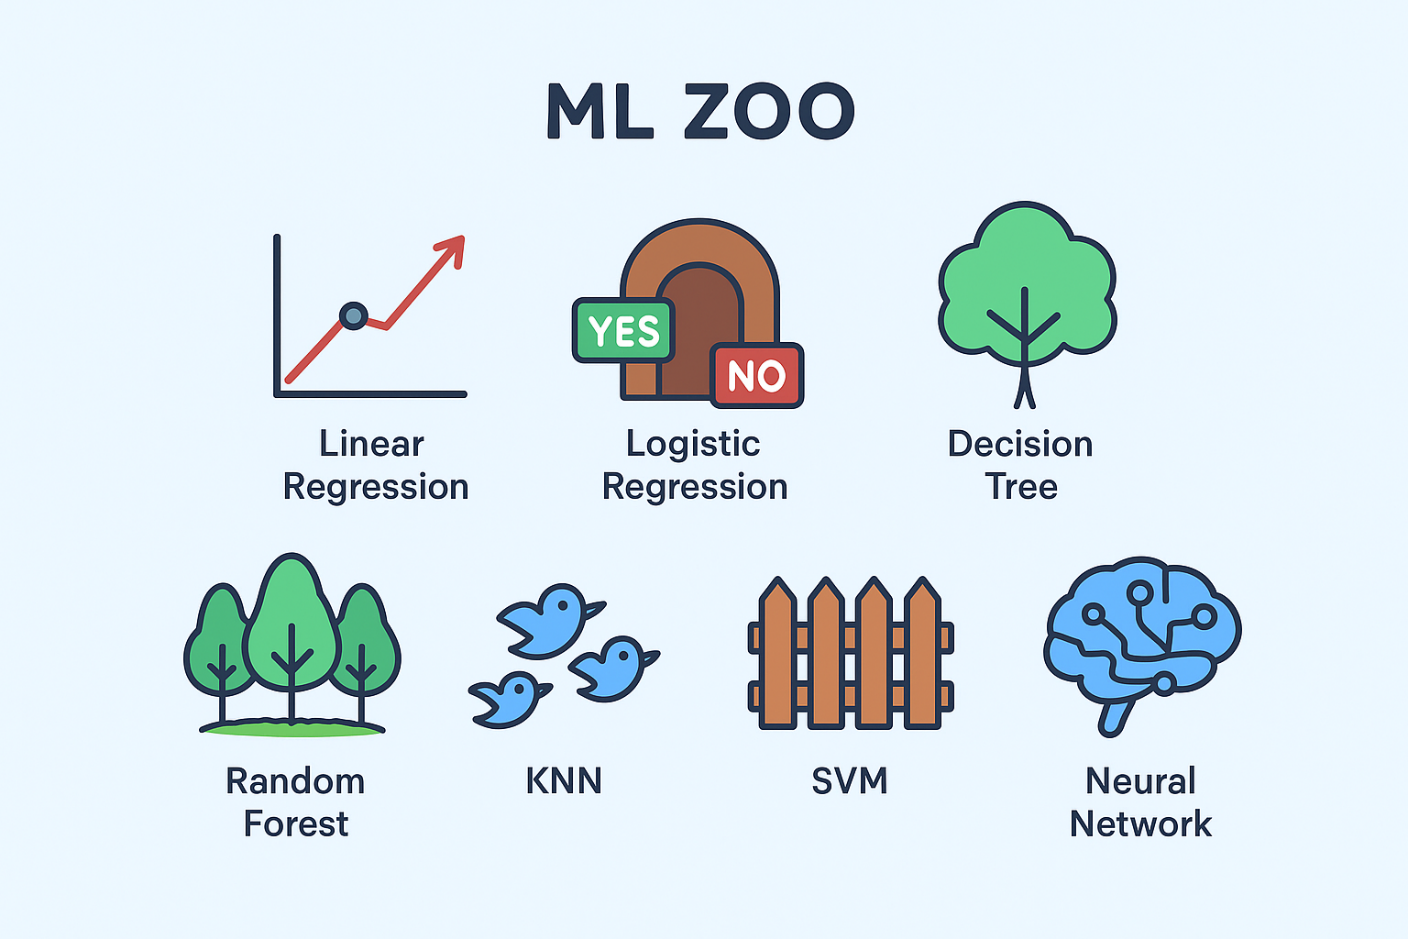 ML ZOO
YES
NO
Linear
Regression
Logistic
Regression
Decision
Tree
Random
Forest
KNN
SVM
Neural
Network